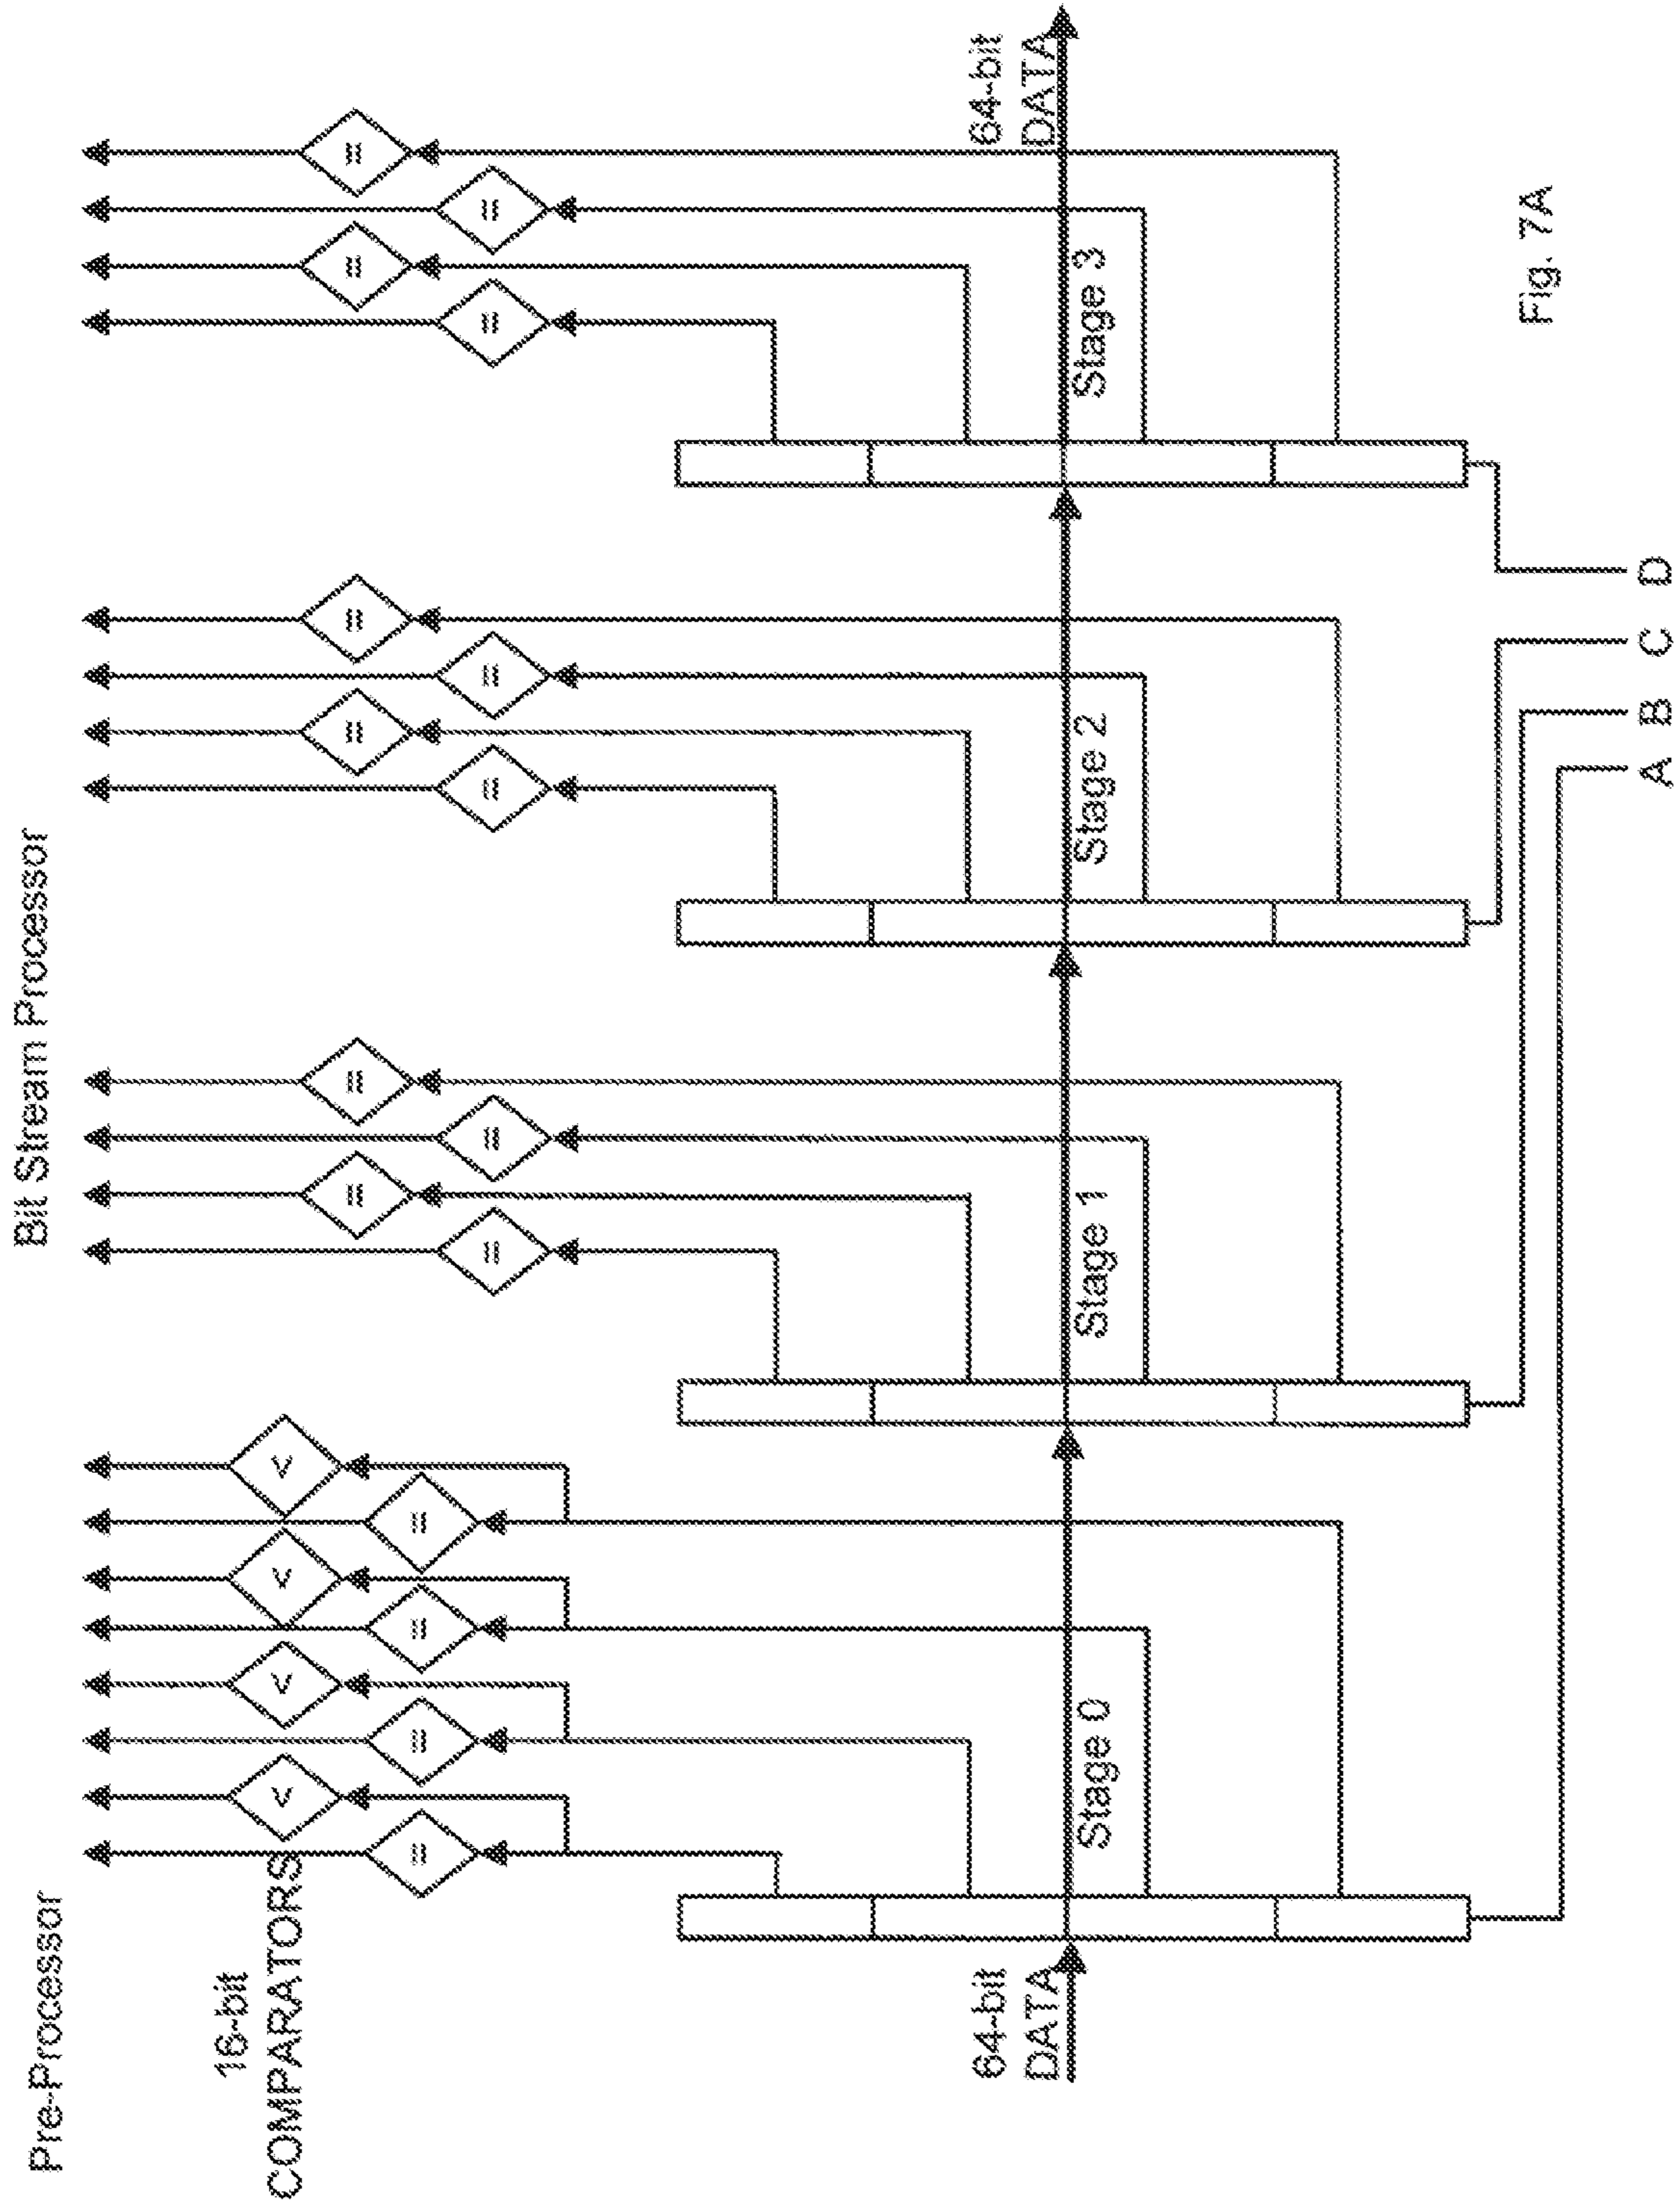 Pre-Processor
Bit Stream Processor
16-bit
COMPARATORS
< < < <
= = = = = =
= = = =
= = = = = =
64-bit
DATA
64-bit
DATA
Stage 0
Stage 1
Stage 2
Stage 3
A
B
C
D
Fig. 7A